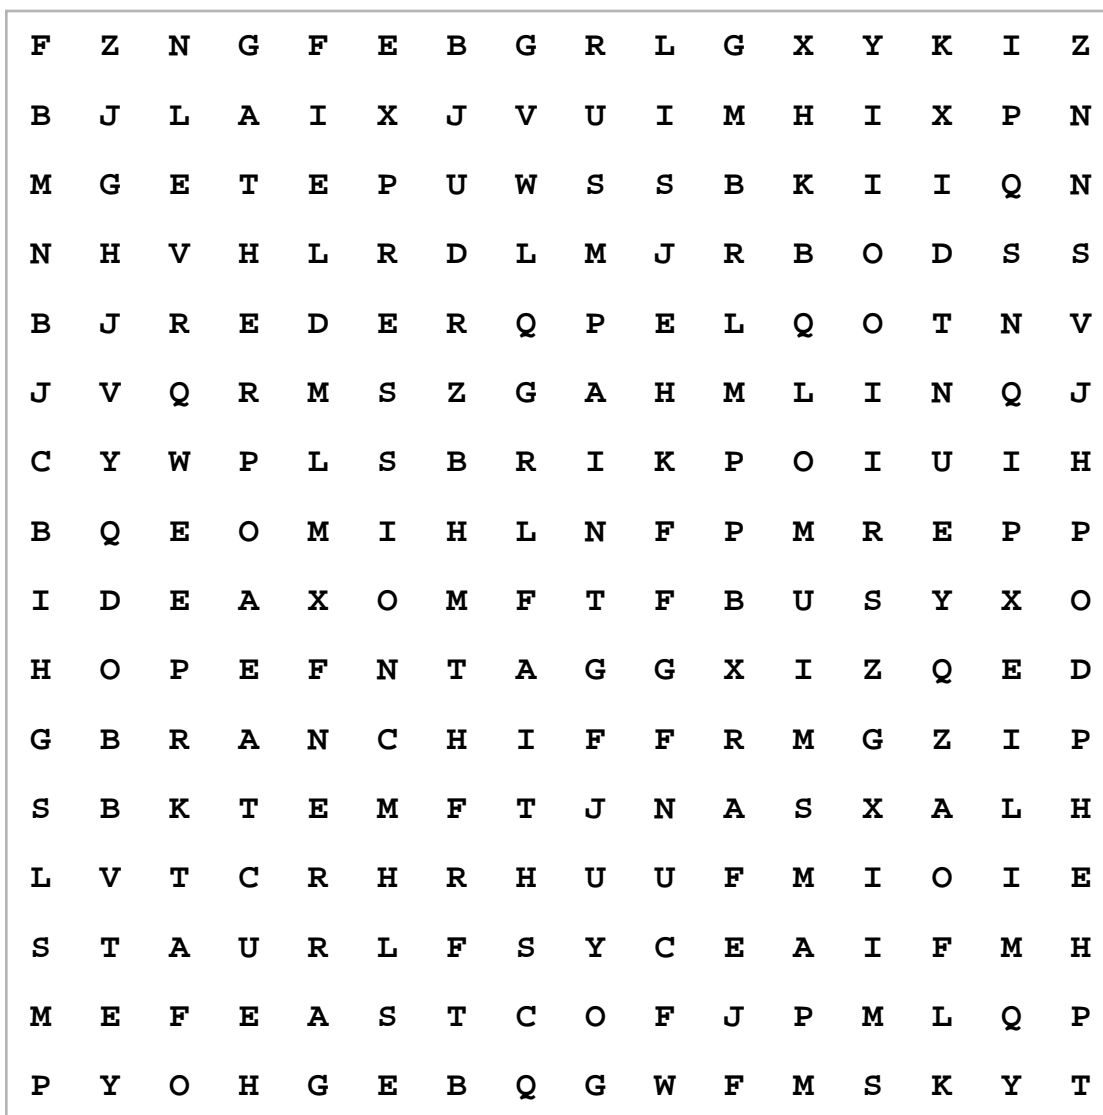 F Z N G F E B G R L G X Y K I Z
B J L A I X J V U I M H I X P N
M G E T E P U W S S B K I I Q N
N H V H L R D L M J R B O D S S
B J R E D E R Q P E L Q O T N V
J V Q R M S Z G A H M L I N Q J
C Y W P L S B R I K P O I U I H
B Q E O M I H L N F P M R E P P
I D E A X O M F T F B U S Y X O
H O P E F N T A G G X I Z Q E D
G B R A N C H I F F R M G Z I P
S B K T E M F T J N A S X A L H
L V T C R H R H U U F M I O I E
S T A U R L F S Y C E A I F M H
M E F E A S T C O F J P M L Q P
P Y O H G E B Q G W F M S K Y T